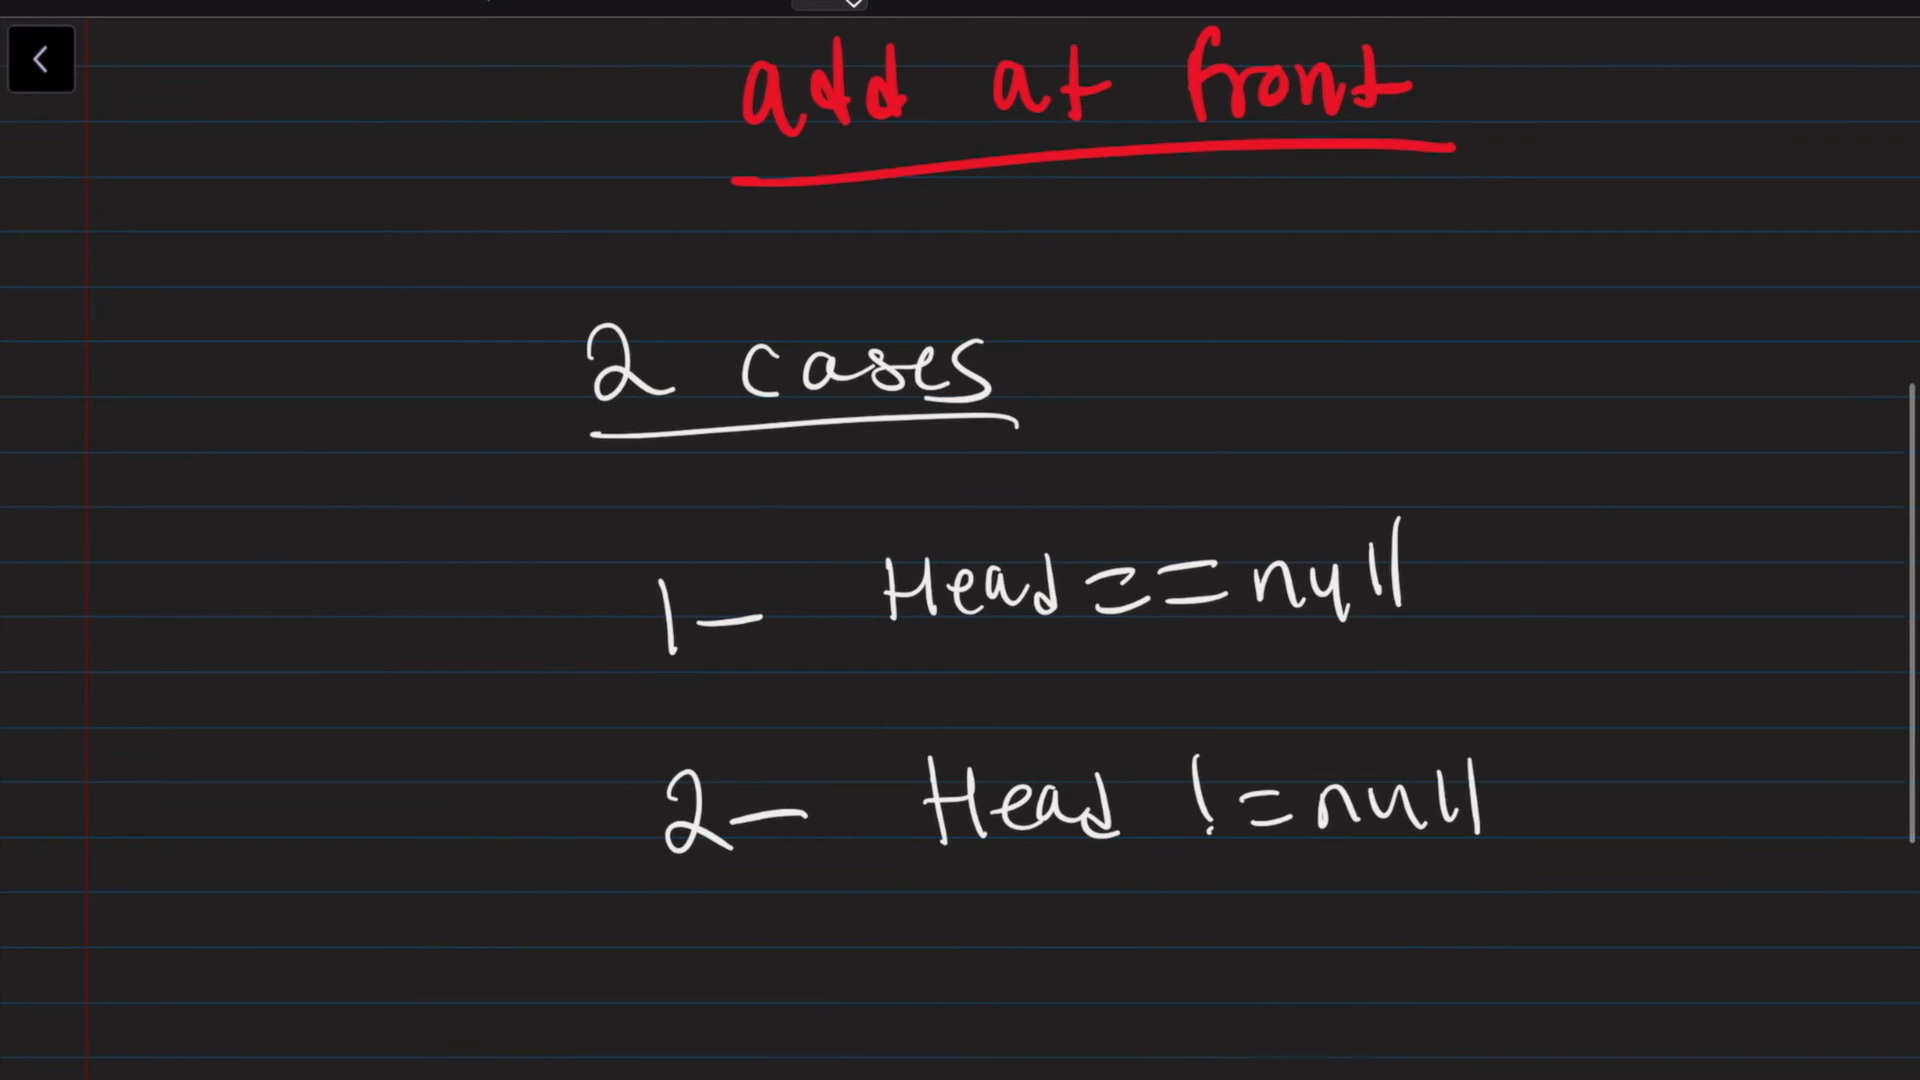 add at front
2 cases
1- Head == null
2- Head != null